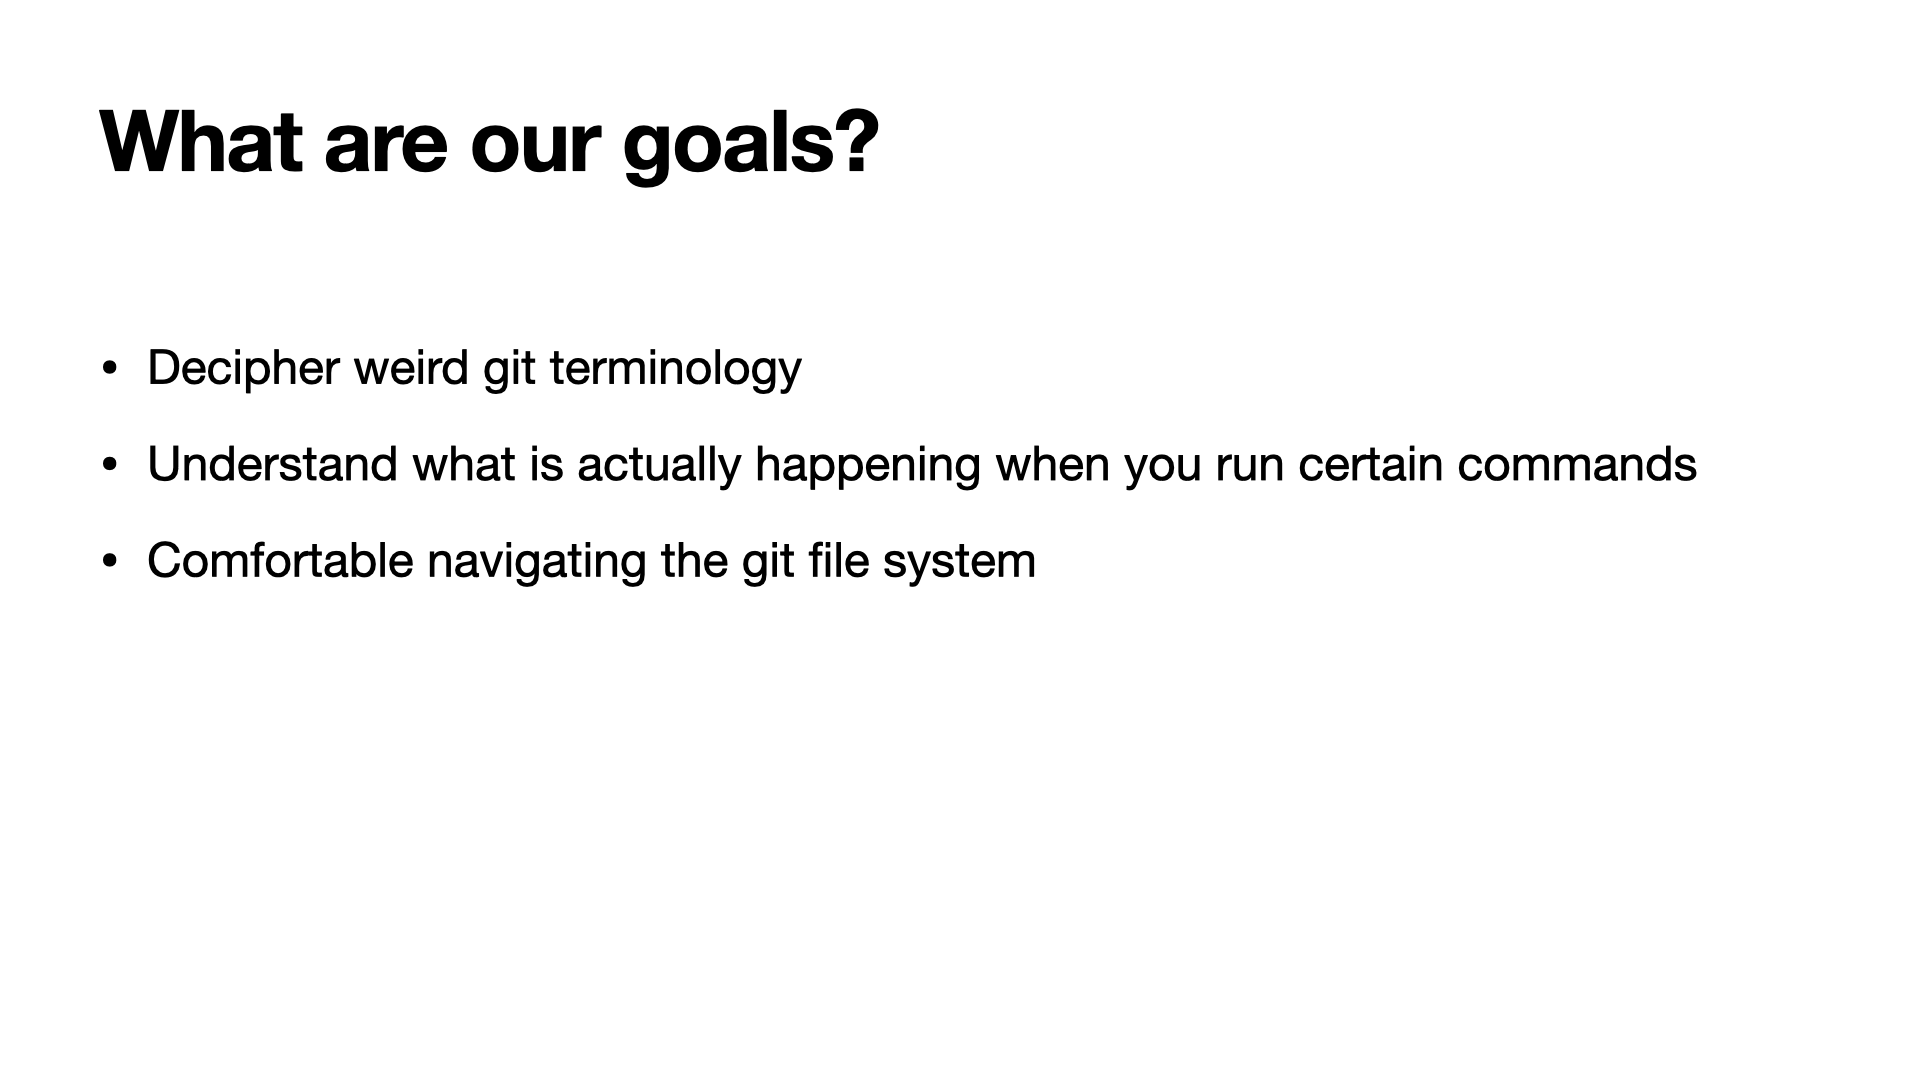 What are our goals?
• Decipher weird git terminology
• Understand what is actually happening when you run certain commands
• Comfortable navigating the git file system